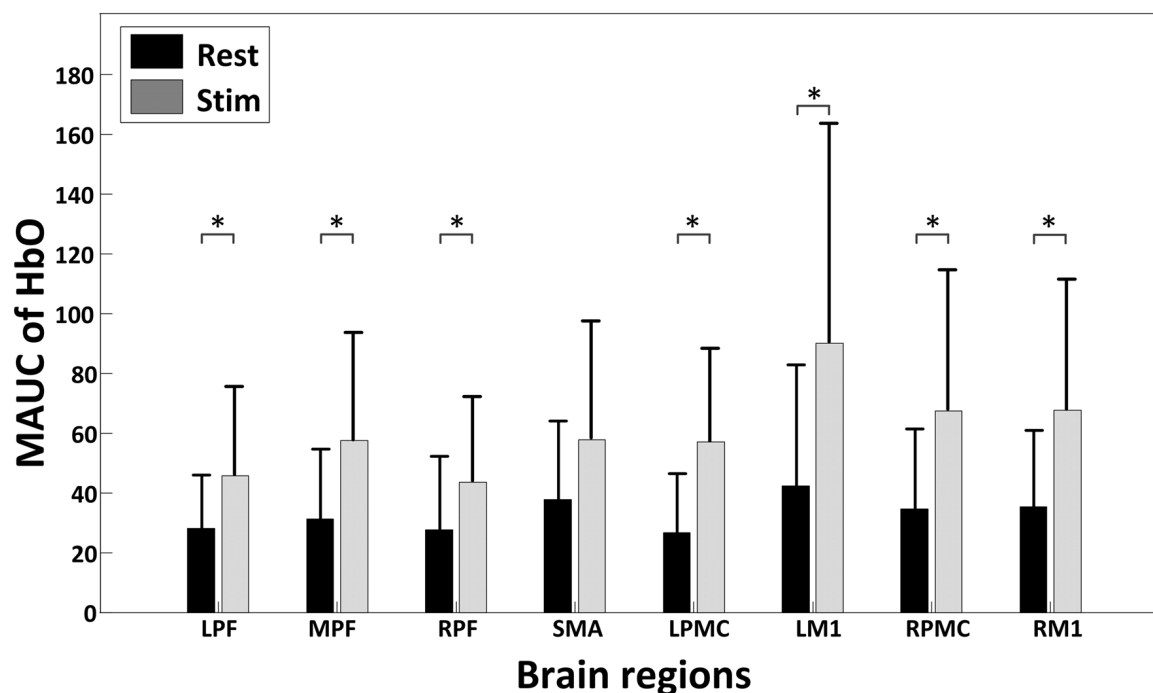 Rest
Stim
180
160
140
120
100
80
60
40
20
0
MAUC of HbO
* * * * * * *
LPF MPF RPF SMA LPMC LM1 RPMC RM1
Brain regions